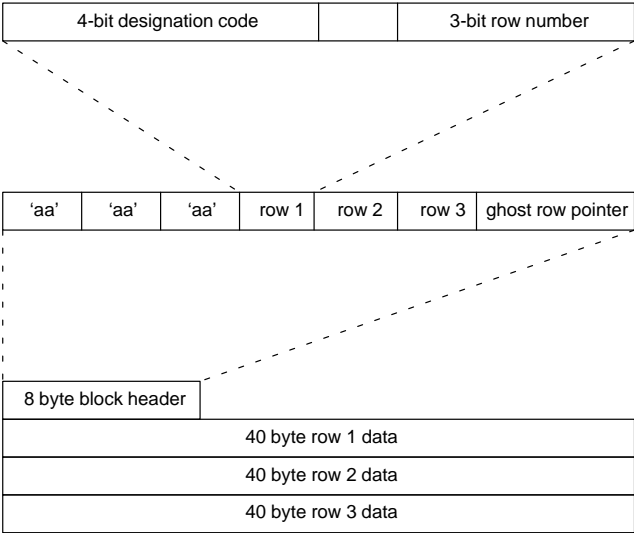 4-bit designation code 3-bit row number
‘aa’ ‘aa’ ‘aa’ row 1 row 2 row 3 ghost row pointer
8 byte block header
40 byte row 1 data
40 byte row 2 data
40 byte row 3 data